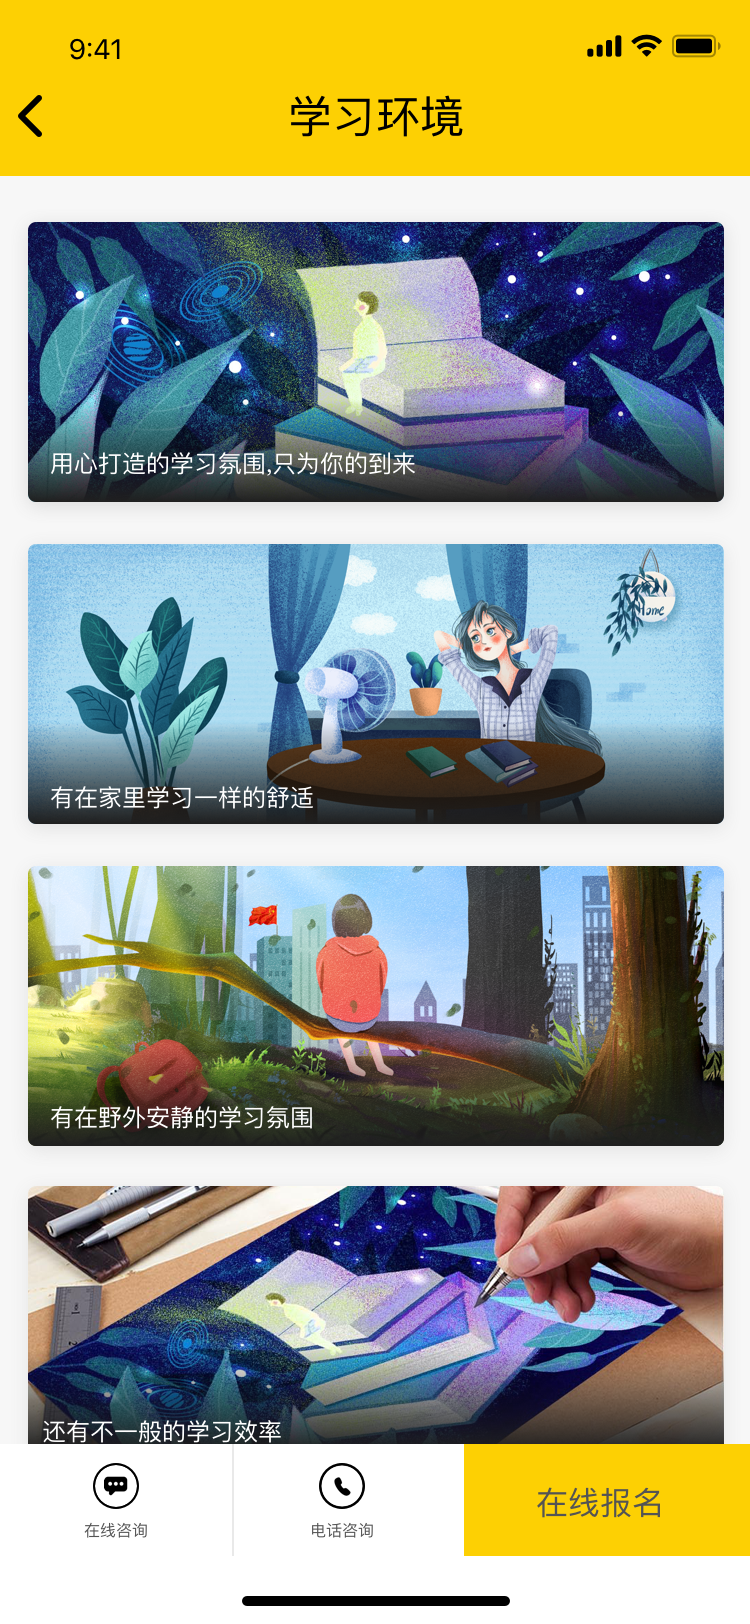 9:41
学习环境
用心打造的学习氛围,只为你的到来
Home
有在家里学习一样的舒适
有在野外安静的学习氛围
还有不一般的学习效率
在线咨询
电话咨询
在线报名